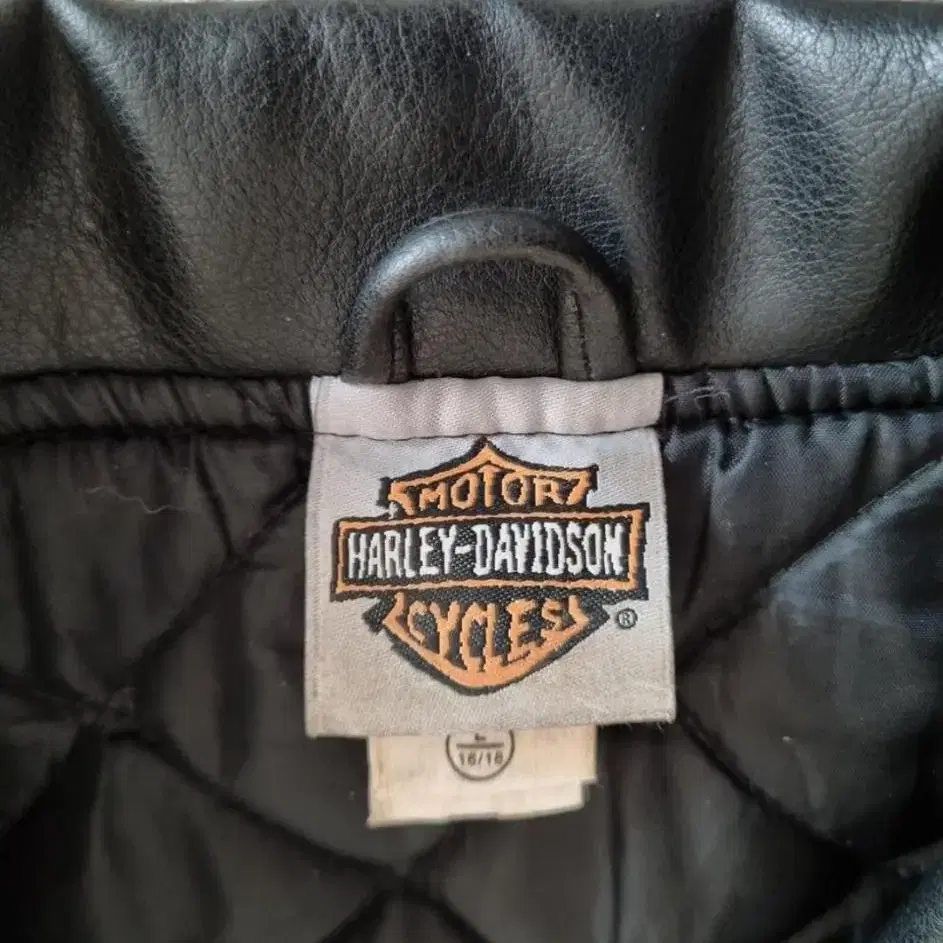 MOTOR
HARLEY-DAVIDSON
CYCLES
®
16/18